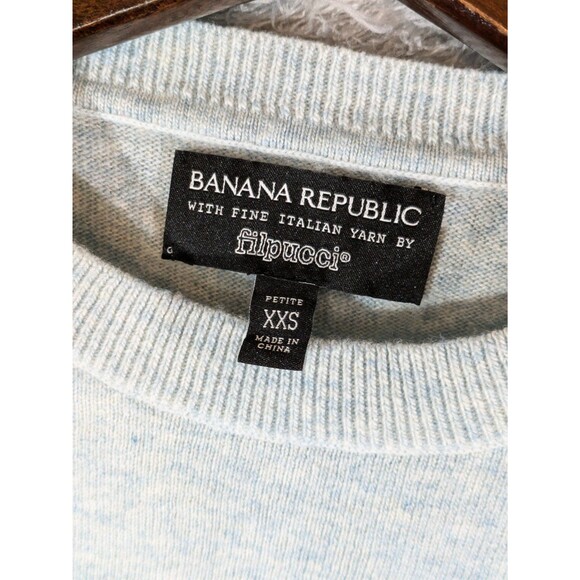 BANANA REPUBLIC
WITH FINE ITALIAN YARN BY
filpucci®
G
PETITE
XXS
MADE IN
CHINA